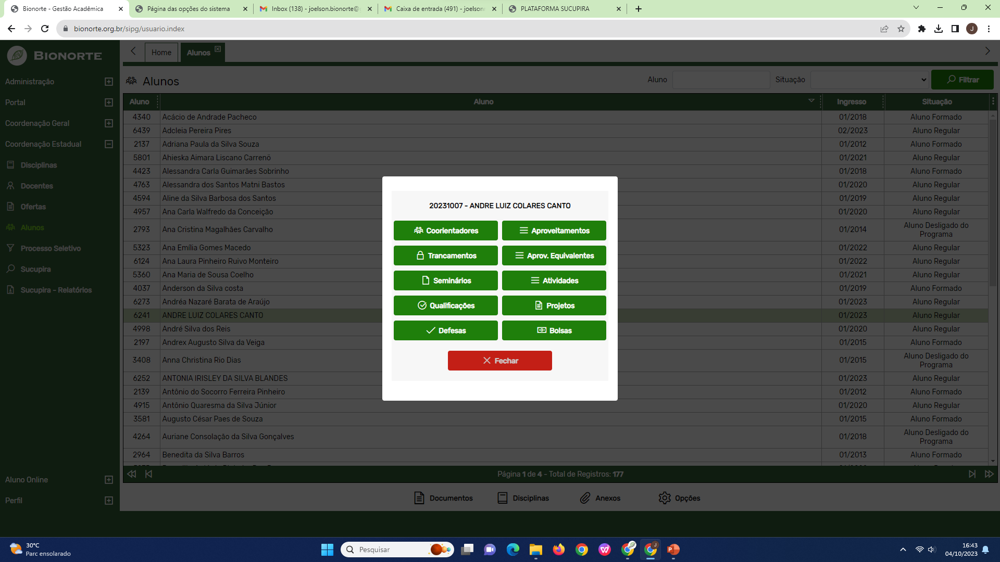 Bionorte - Gestão Acadêmica
Página das opções do sistema
Inbox (138) - joelson.bionorte@
Caixa de entrada (491) - joelson
PLATAFORMA SUCUPIRA
bionorte.org.br/sipg/usuario.index
J
BIONORTE
Home
Alunos
Administração
Portal
Coordenação Geral
Coordenação Estadual
Disciplinas
Docentes
Ofertas
Alunos
Processo Seletivo
Sucupira
Sucupira - Relatórios
Aluno Online
Perfil
Alunos
Aluno
Situação
Filtrar
Aluno Aluno Ingresso Situação
4340 Acácio de Andrade Pacheco 01/2018 Aluno Formado
6439 Adcleia Pereira Pires 02/2023 Aluno Regular
2137 Adriana Paula da Silva Souza 01/2012 Aluno Formado
5801 Ahieska Aimara Liscano Carrenõ 01/2021 Aluno Regular
4423 Alessandra Carla Guimarães Sobrinho 01/2018 Aluno Formado
4763 Alessandra dos Santos Matni Bastos 01/2020 Aluno Regular
4594 Aline da Silva Barbosa dos Santos 01/2019 Aluno Regular
4957 Ana Carla Walfredo da Conceição 01/2020 Aluno Regular
2793 Ana Cristina Magalhães Carvalho 01/2014 Aluno Desligado do
Programa
5323 Ana Emília Gomes Macedo 01/2022 Aluno Regular
6124 Ana Laura Pinheiro Ruivo Monteiro 01/2022 Aluno Regular
5360 Ana Maria de Sousa Coelho 01/2021 Aluno Regular
4037 Anderson da Silva costa 01/2019 Aluno Formado
6273 Andréa Nazaré Barata de Araújo 01/2023 Aluno Regular
6241 ANDRE LUIZ COLARES CANTO 01/2023 Aluno Regular
4998 André Silva dos Reis 01/2020 Aluno Regular
2197 Andrex Augusto Silva da Veiga 01/2015 Aluno Formado
3408 Anna Christina Rio Dias 01/2015 Aluno Desligado do
Programa
6252 ANTONIA IRISLEY DA SILVA BLANDES 01/2023 Aluno Regular
2139 Antônio do Socorro Ferreira Pinheiro 01/2012 Aluno Formado
4915 Antônio Quaresma da Silva Júnior 01/2020 Aluno Regular
3581 Augusto César Paes de Souza 01/2015 Aluno Formado
4264 Auriane Consolação da Silva Gonçalves 01/2018 Aluno Desligado do
Programa
2964 Benedita da Silva Barros 01/2013 Aluno Formado
20231007 - ANDRE LUIZ COLARES CANTO
Coorientadores
Aproveitamentos
Trancamentos
Aprov. Equivalentes
Seminários
Atividades
Qualificações
Projetos
Defesas
Bolsas
Fechar
Página 1 de 4 - Total de Registros: 177
Documentos
Disciplinas
Anexos
Opções
30°C
Parc ensolarado
Pesquisar
16:43
04/10/2023